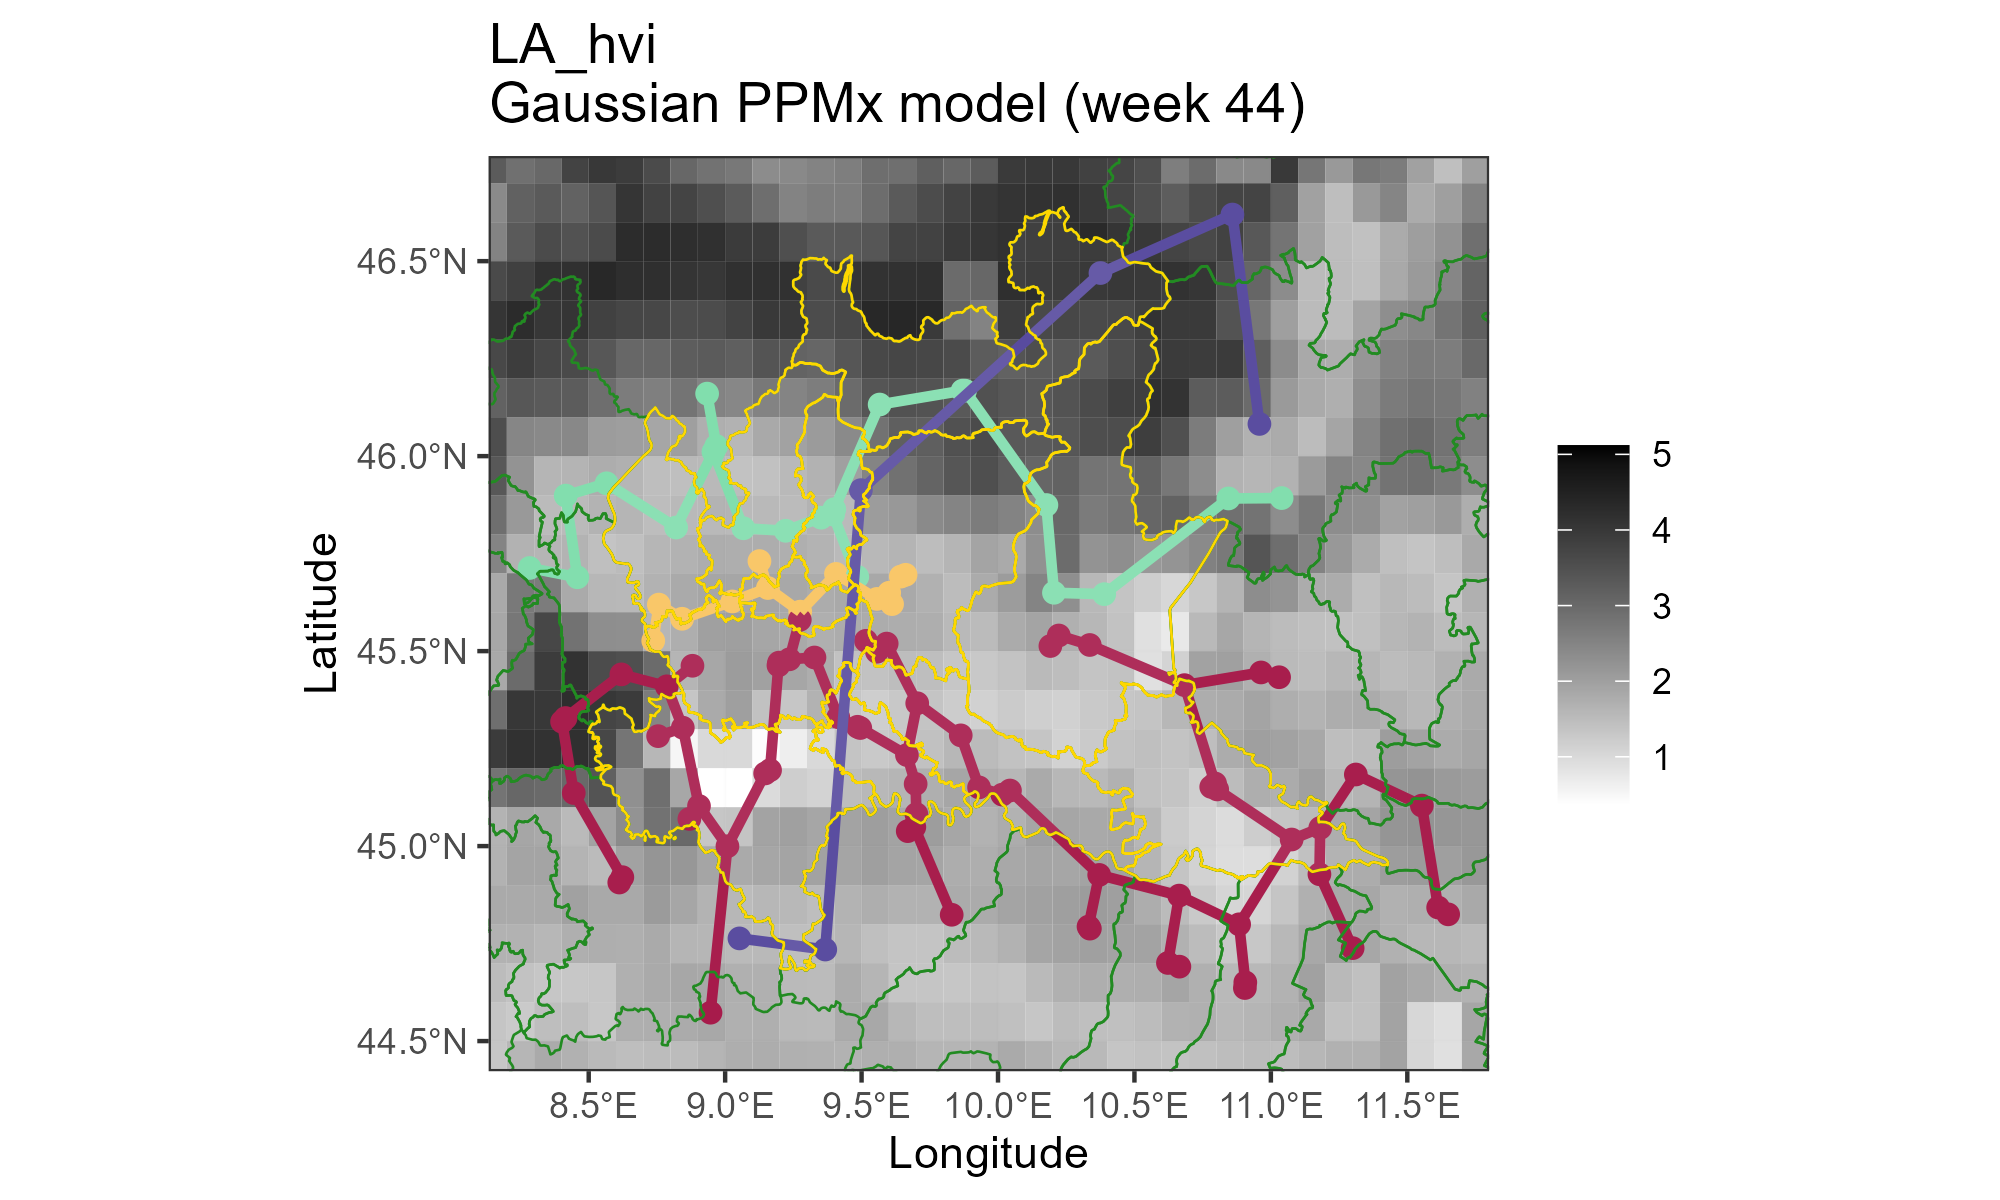 LA_hvi
Gaussian PPMx model (week 44)
46.5°N
46.0°N
45.5°N
45.0°N
44.5°N
Latitude
8.5°E 9.0°E 9.5°E 10.0°E 10.5°E 11.0°E 11.5°E
Longitude
5
4
3
2
1